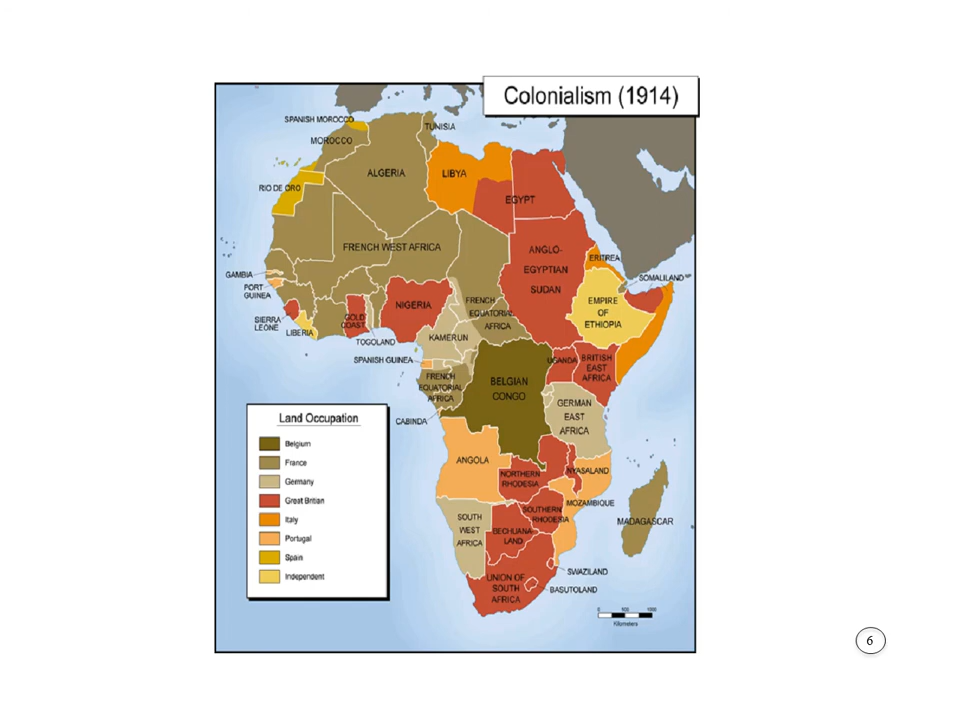 Colonialism (1914)
SPANISH MOROCCO
TUNISIA
MOROCCO
ALGERIA
LIBYA
RIO DE ORO
EGYPT
FRENCH WEST AFRICA
ANGLO-
EGYPTIAN
SUDAN
ERITREA
GAMBIA
SOMALILAND
PORT
GUINEA
NIGERIA
FRENCH
EQUATORIAL
AFRICA
EMPIRE
OF
ETHIOPIA
SIERRA
LEONE
LIBERIA
GOLD
COAST
TOGOLAND
KAMERUN
SPANISH GUINEA
UGANDA
BRITISH
EAST
AFRICA
FRENCH
EQUATORIAL
AFRICA
BELGIAN
CONGO
CABINDA
GERMAN
EAST
AFRICA
ANGOLA
NORTHERN
RHODESIA
NYASALAND
MOZAMBIQUE
SOUTHERN
RHODESIA
SOUTH
WEST
AFRICA
BECHUANA
LAND
MADAGASCAR
SWAZILAND
UNION OF
SOUTH
AFRICA
BASUTOLAND
Land Occupation
Belgium
France
Germany
Great Britian
Italy
Portugal
Spain
Independent
Kilometers
6